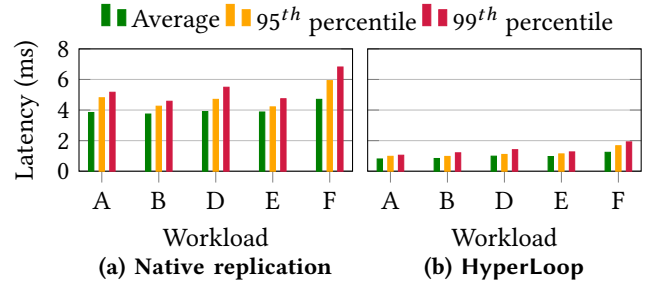 Average 95th percentile 99th percentile
Latency (ms)
8
6
4
2
0
A B D E F
A B D E F
Workload
Workload
(a) Native replication
(b) HyperLoop